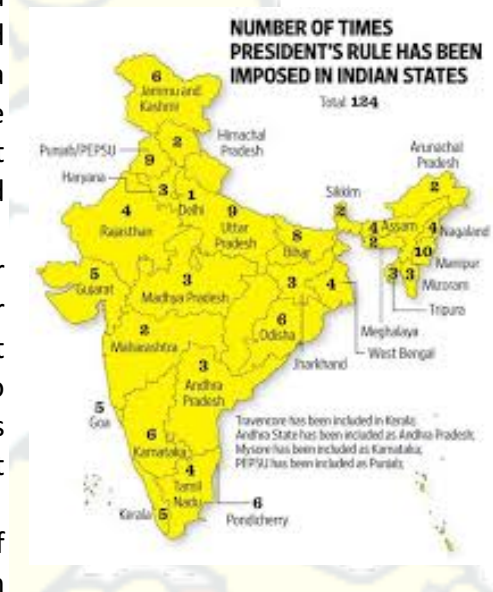 NUMBER OF TIMES
PRESIDENT'S RULE HAS BEEN
IMPOSED IN INDIAN STATES
Total 124
6
Jammu and
Kashmir
2
Himachal
Pradesh
Punjab/PEPSU
9
Haryana
3
1
Delhi
Arunachal
Pradesh
2
Sikkim
2
4
Rajasthan
9
Uttar
Pradesh
8
Bihar
4 Assam
2
4 Nagaland
10
Manipur
5
Gujarat
3
Madhya Pradesh
3
4
3
3
Mizoram
Tripura
6
Odisha
Meghalaya
West Bengal
Jharkhand
2
Maharashtra
3
Andhra
Pradesh
5
Goa
Travencore has been included in Kerala;
Andhra State has been included as Andhra Pradesh;
Mysore has been included as Karnataka;
PEPSU has been included as Punjab;
6
Karnataka
4
Tamil
Nadu
6
Pondicherry
Kerala
5